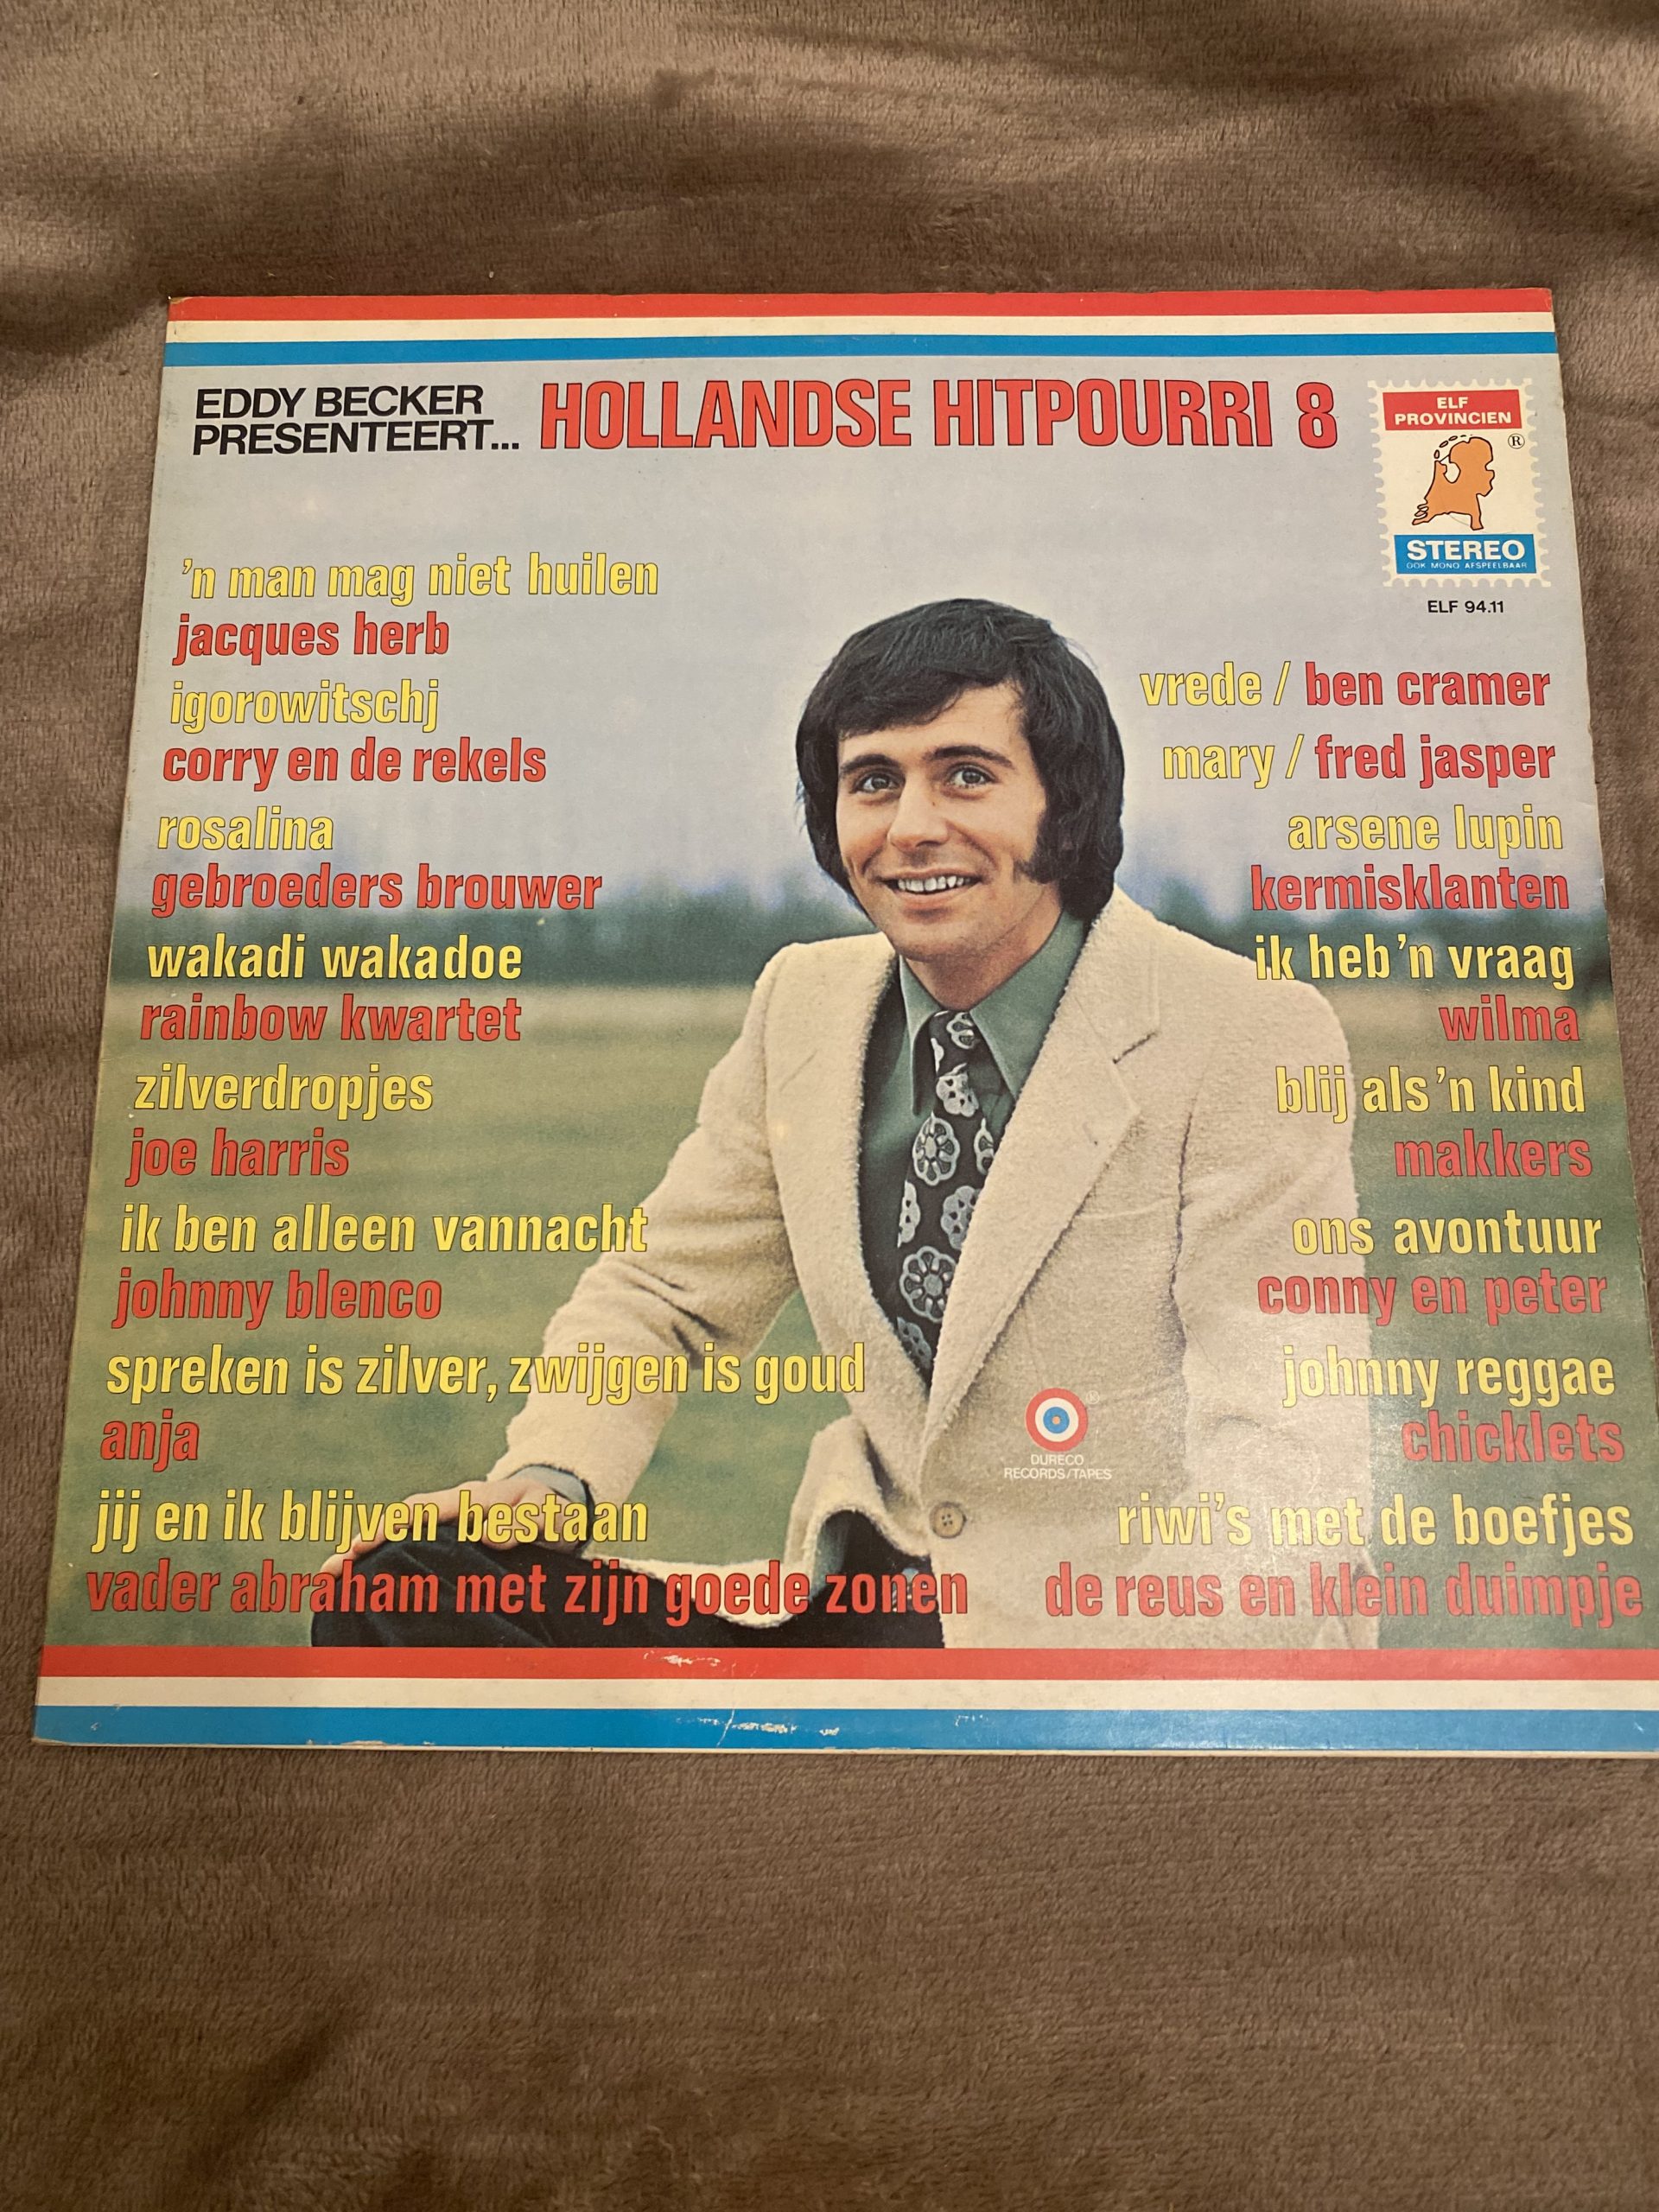 EDDY BECKER
PRESENTEERT...
HOLLANDSE HITPOURRI 8
ELF
PROVINCIEN
®
STEREO
OOK MONO AFSPEELBAAR
ELF 94.11
'n man mag niet huilen
jacques herb
igorowitschj
corry en de rekels
rosalina
gebroeders brouwer
wakadi wakadoe
rainbow kwartet
zilverdropjes
joe harris
ik ben alleen vannacht
johnny blenco
spreken is zilver, zwijgen is goud
anja
jij en ik blijven bestaan
vader abraham met zijn goede zonen
vrede / ben cramer
mary / fred jasper
arsene lupin
kermisklanten
ik heb 'n vraag
wilma
blij als 'n kind
makkers
ons avontuur
conny en peter
johnny reggae
chicklets
riwi's met de boefjes
de reus en klein duimpje
®
DURECO
RECORDS/TAPES